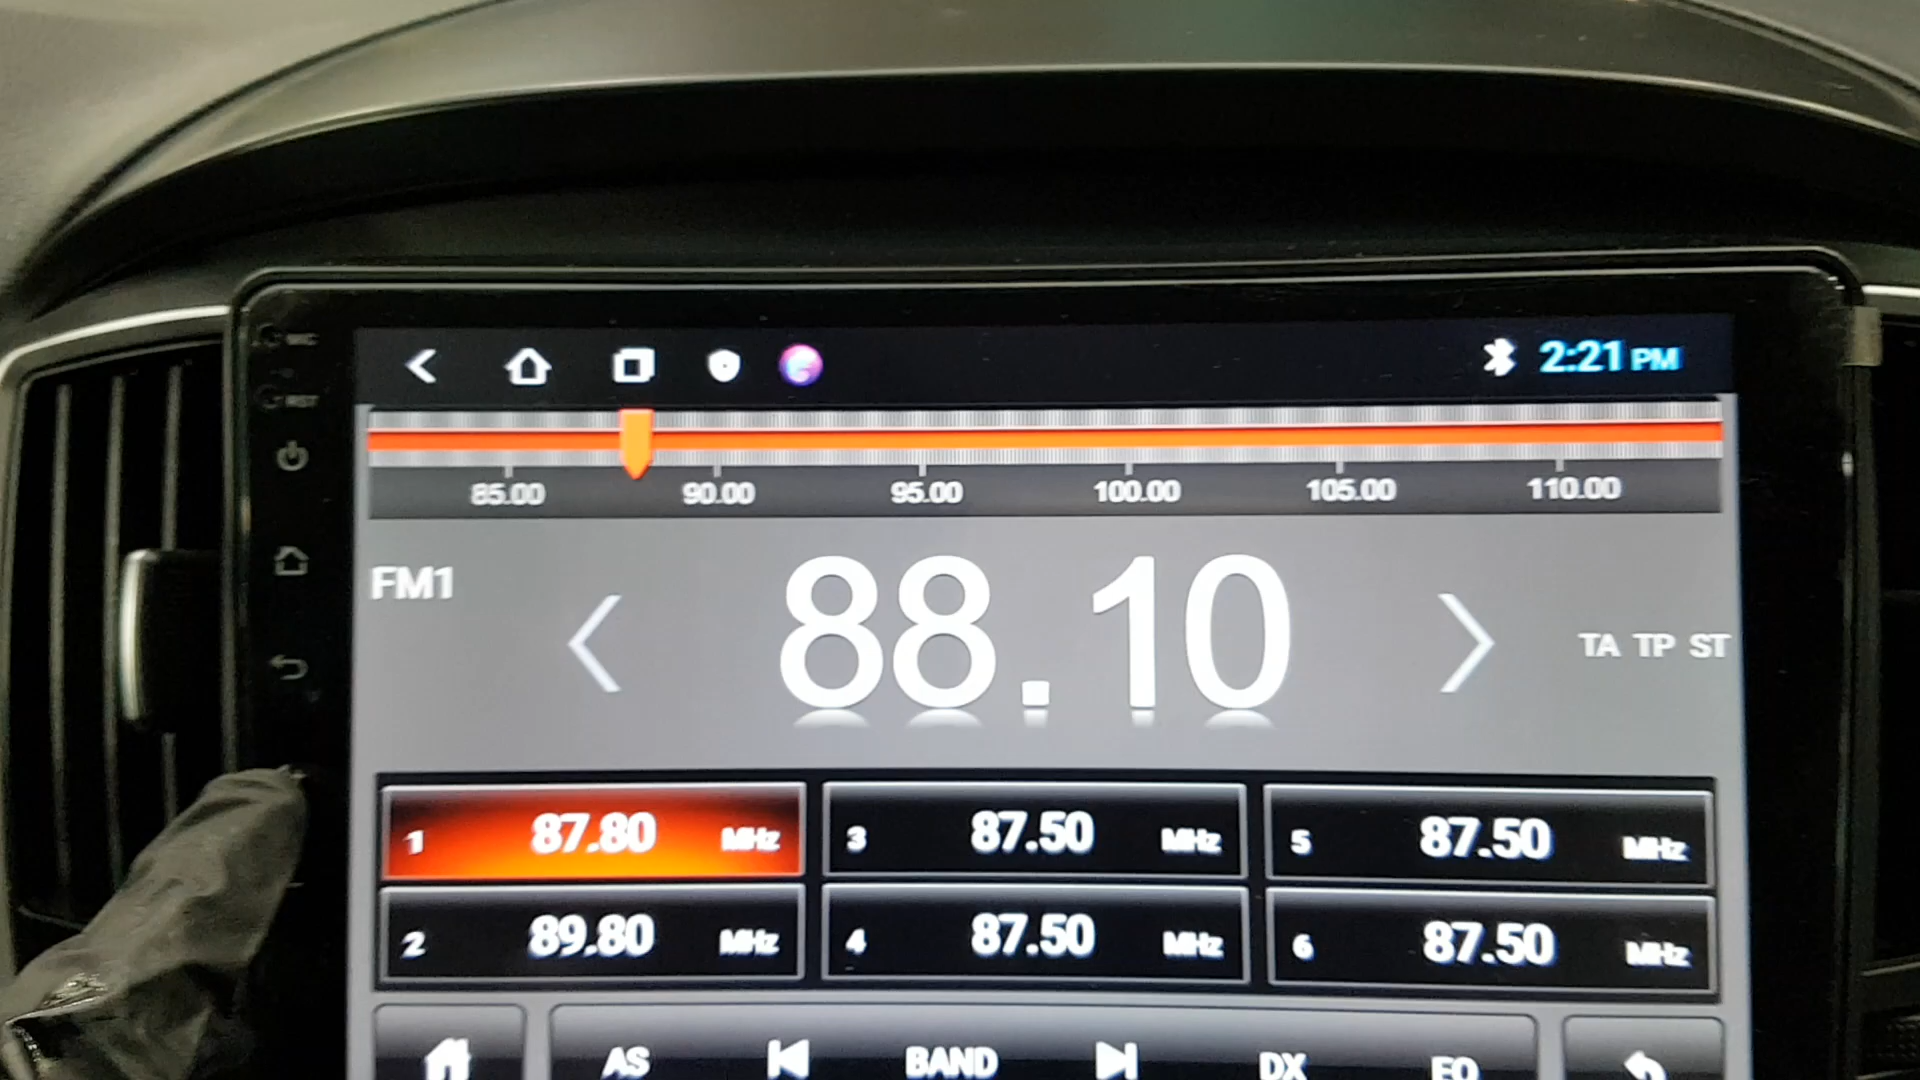 MIC
2:21 PM
RST
85.00 90.00 95.00 100.00 105.00 110.00
FM1
88.10
TA TP ST
1 87.80 MHz 3 87.50 MHz 5 87.50 MHz
2 89.80 MHz 4 87.50 MHz 6 87.50 MHz
AS BAND DX EQ